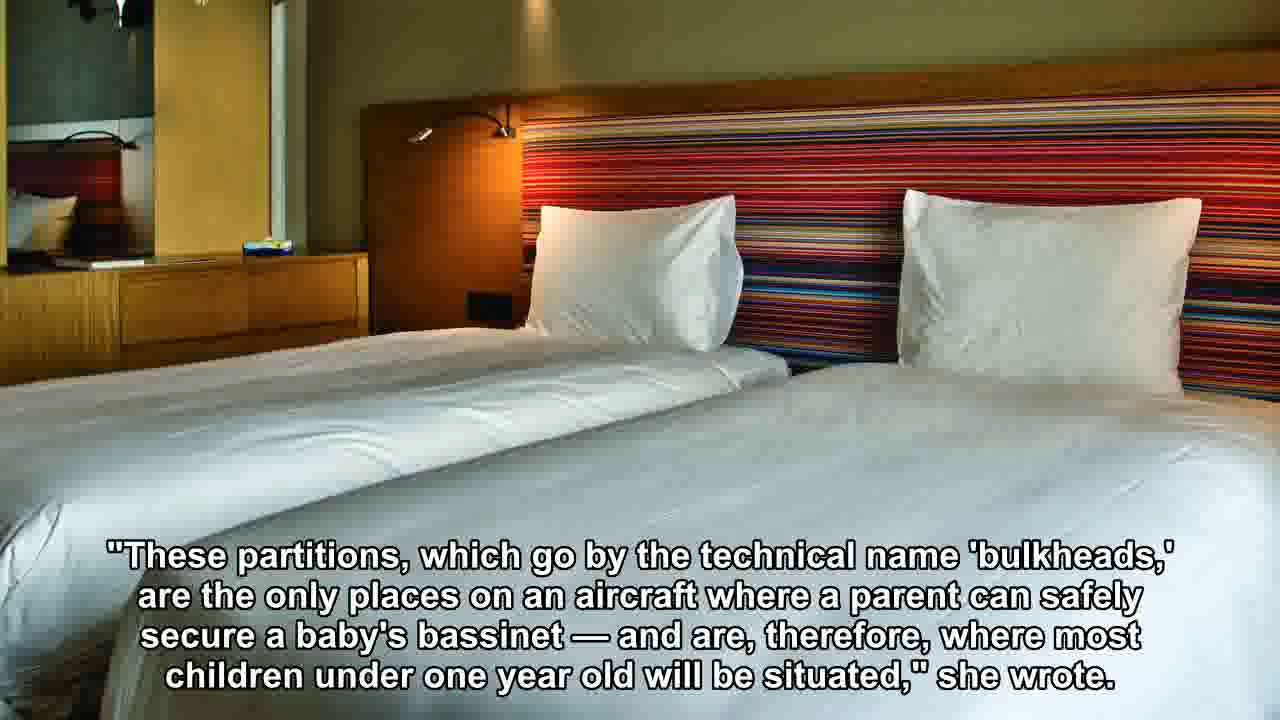 "These partitions, which go by the technical name 'bulkheads,'
are the only places on an aircraft where a parent can safely
secure a baby's bassinet — and are, therefore, where most
children under one year old will be situated," she wrote.